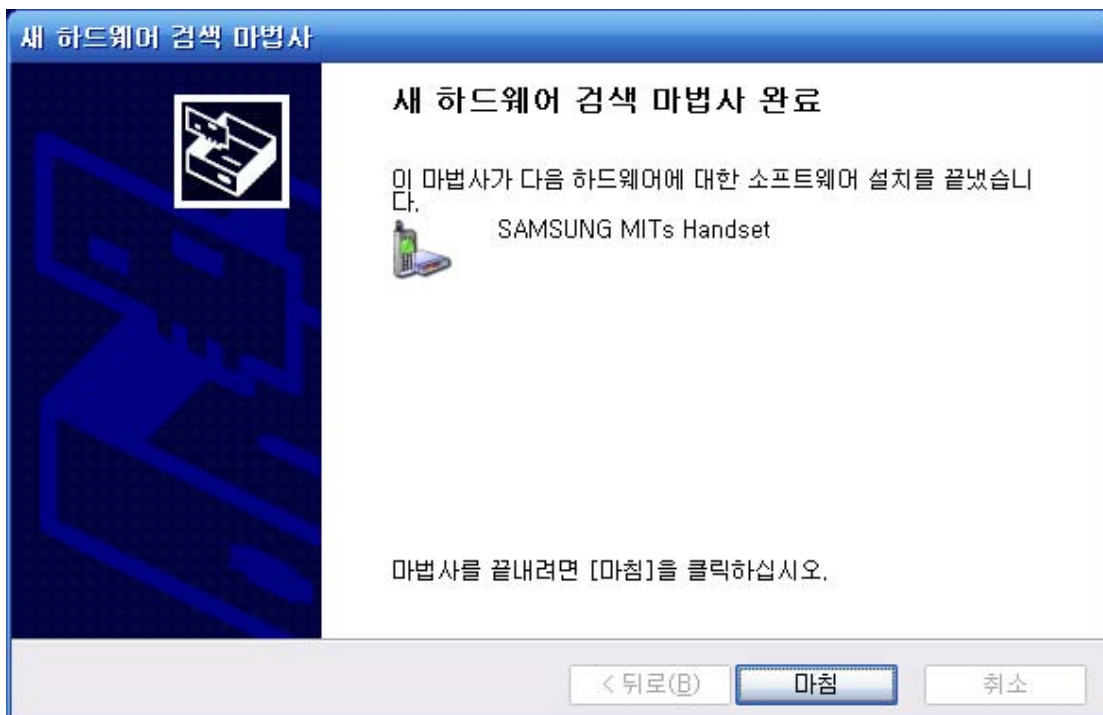 새 하드웨어 검색 마법사
새 하드웨어 검색 마법사 완료
이 마법사가 다음 하드웨어에 대한 소프트웨어 설치를 끝냈습니
다.
SAMSUNG MITs Handset
마법사를 끝내려면 [마침]을 클릭하십시오.
< 뒤로(B) 마침 취소